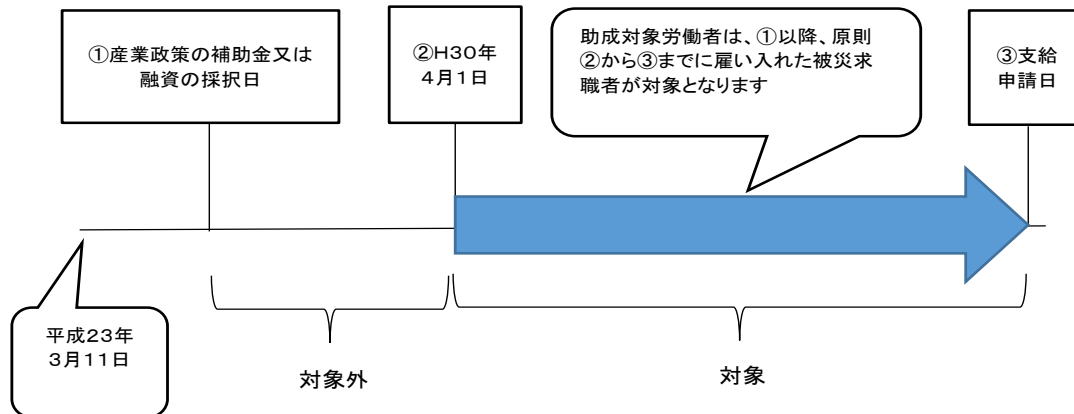 ①産業政策の補助金又は
融資の採択日
②H30年
4月1日
助成対象労働者は、①以降、原則
②から③までに雇い入れた被災求
職者が対象となります
③支給
申請日
平成23年
3月11日
対象外
対象